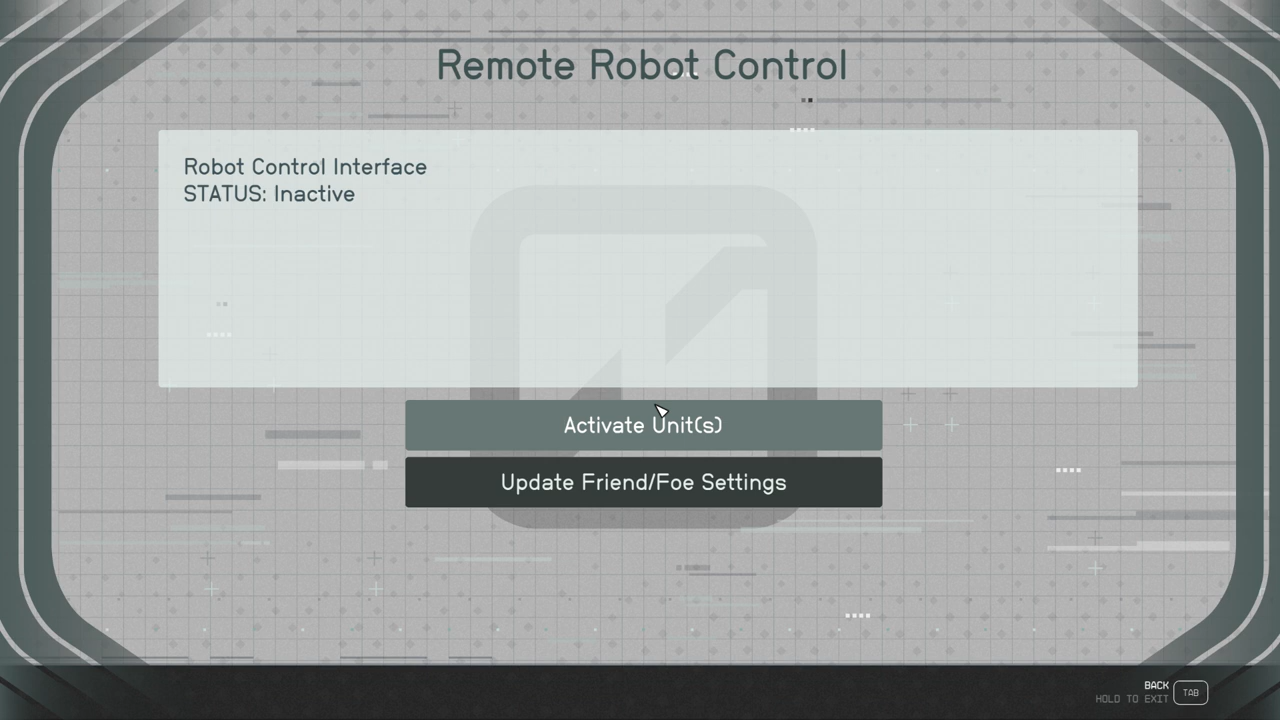 Remote Robot Control
Robot Control Interface
STATUS: Inactive
Activate Unit(s)
Update Friend/Foe Settings
BACK
HOLD TO EXIT TAB